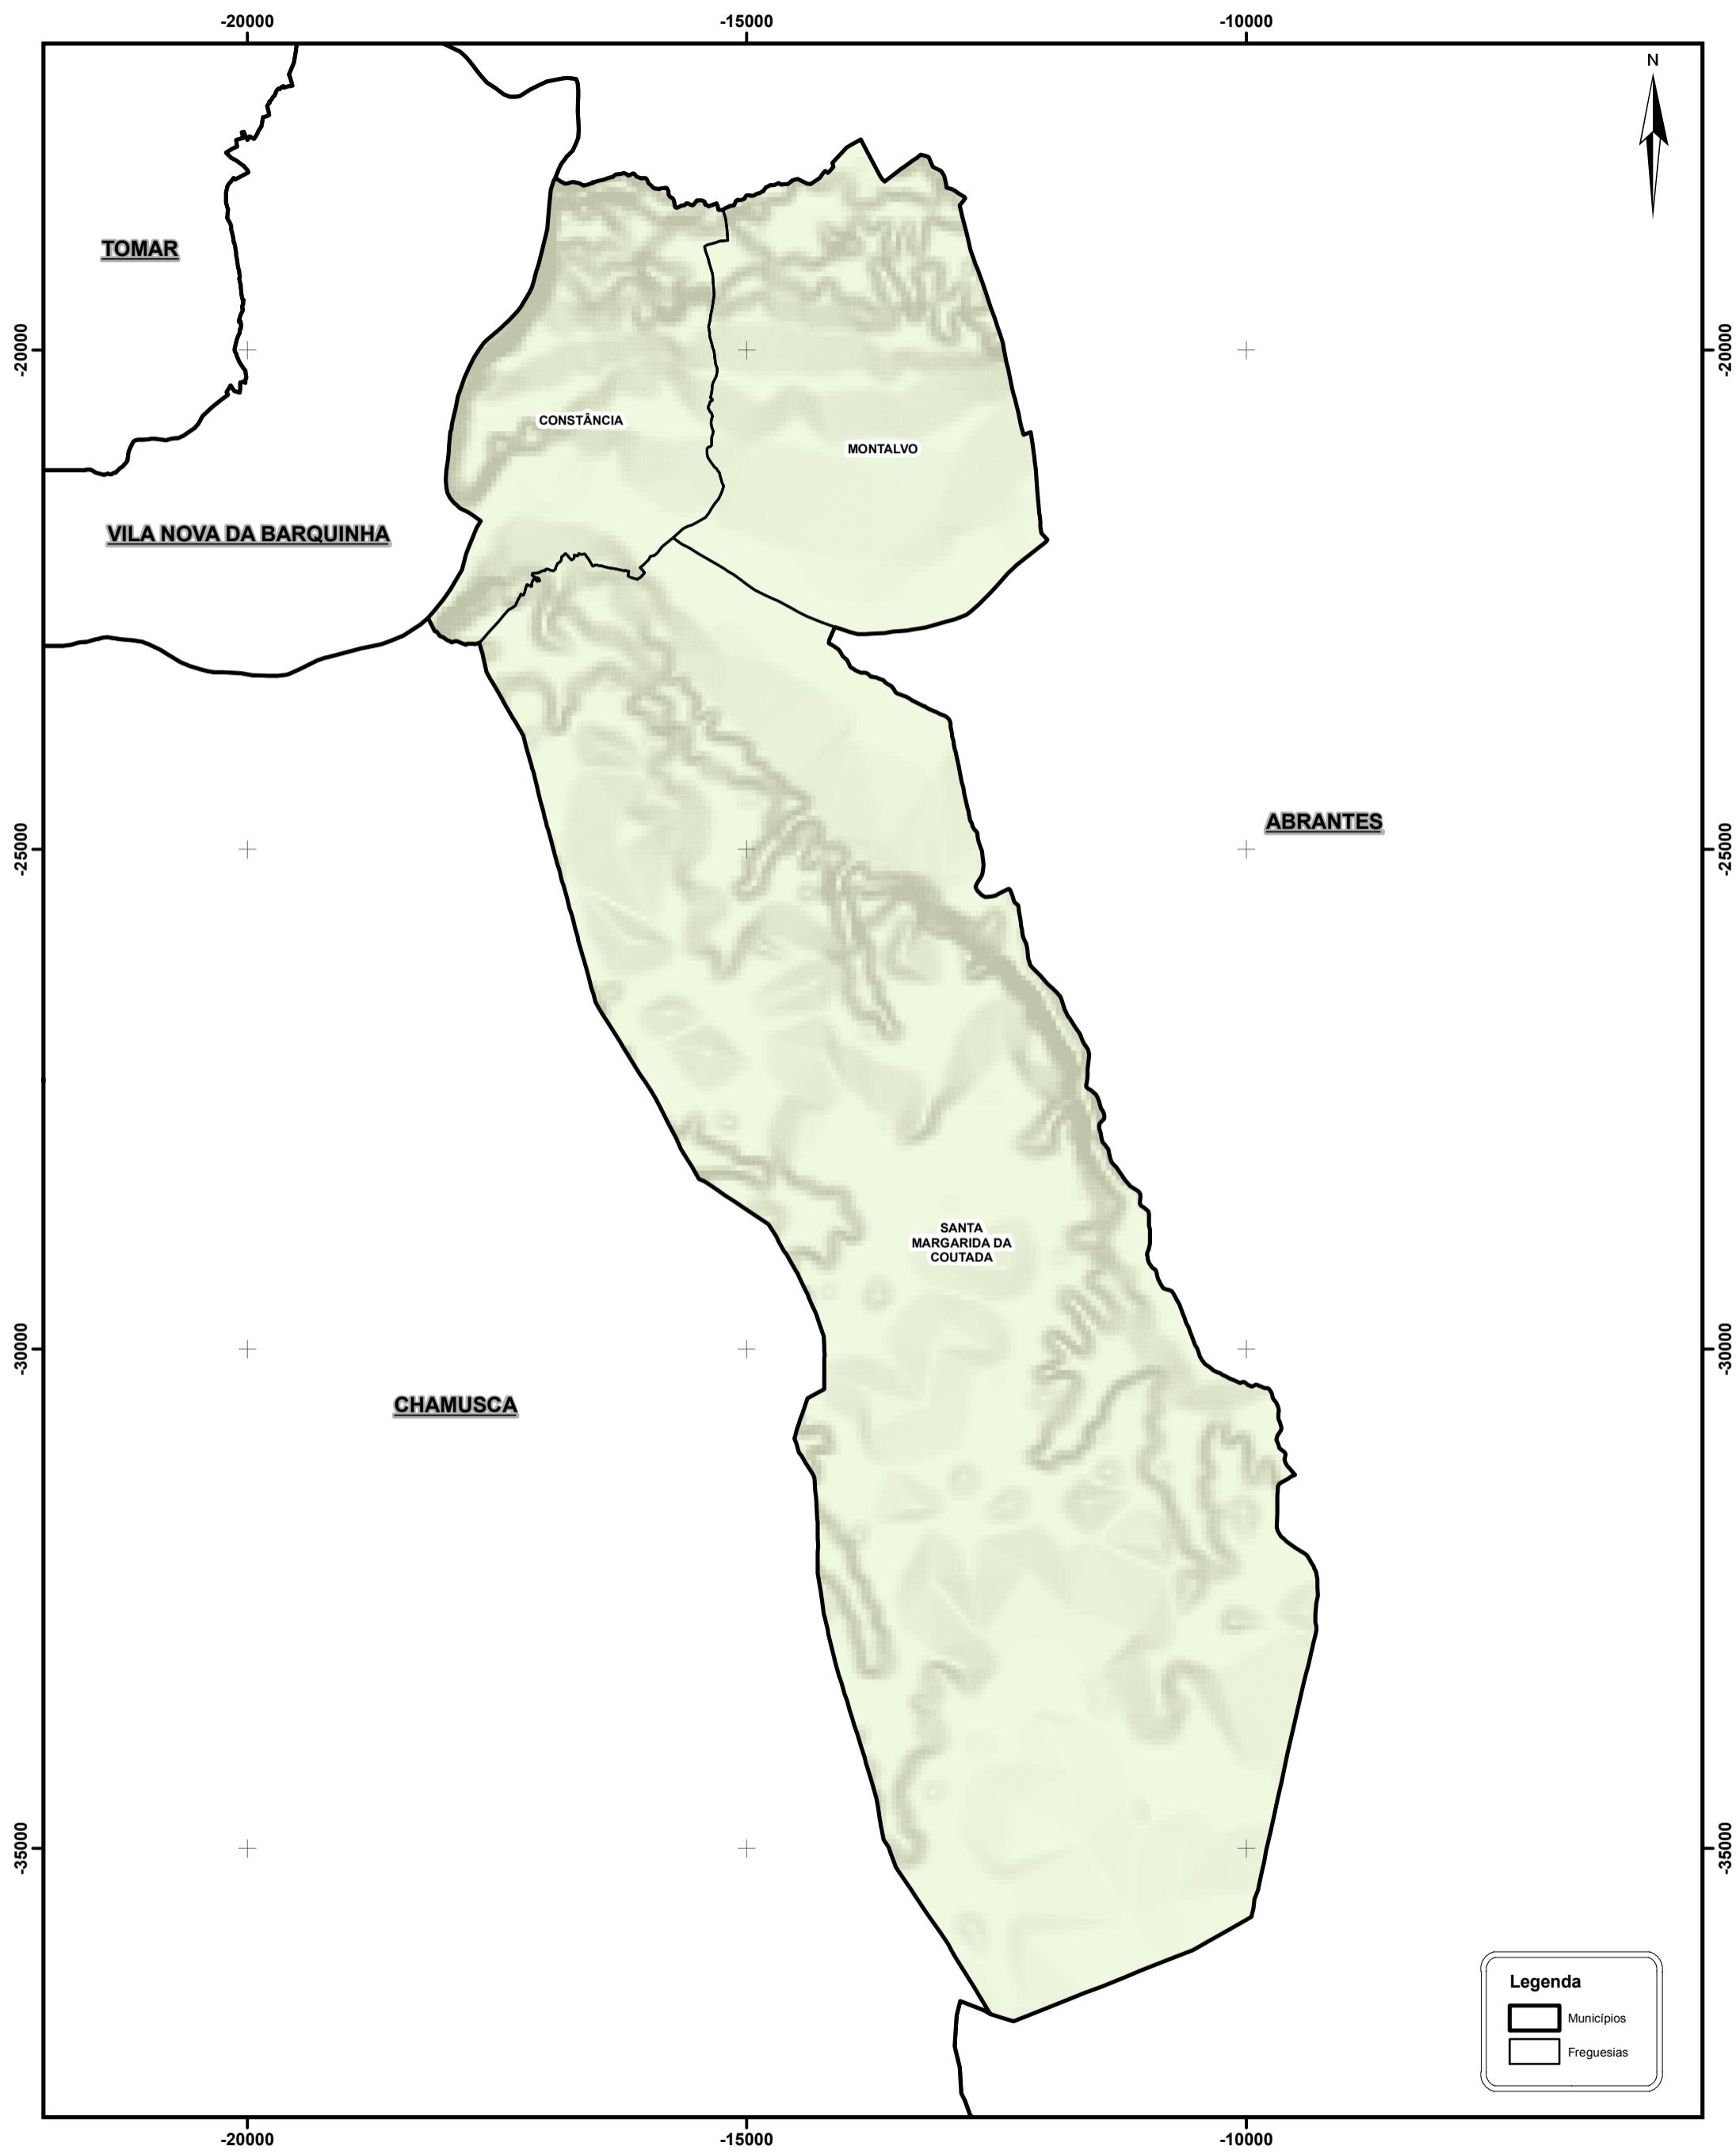 -20000
-15000
-10000
N
TOMAR
-20000
-20000
CONSTÂNCIA
MONTALVO
VILA NOVA DA BARQUINHA
ABRANTES
-25000
-25000
SANTA
MARGARIDA DA
COUTADA
-30000
-30000
CHAMUSCA
-35000
-35000
Legenda
Municípios
Freguesias
-20000
-15000
-10000